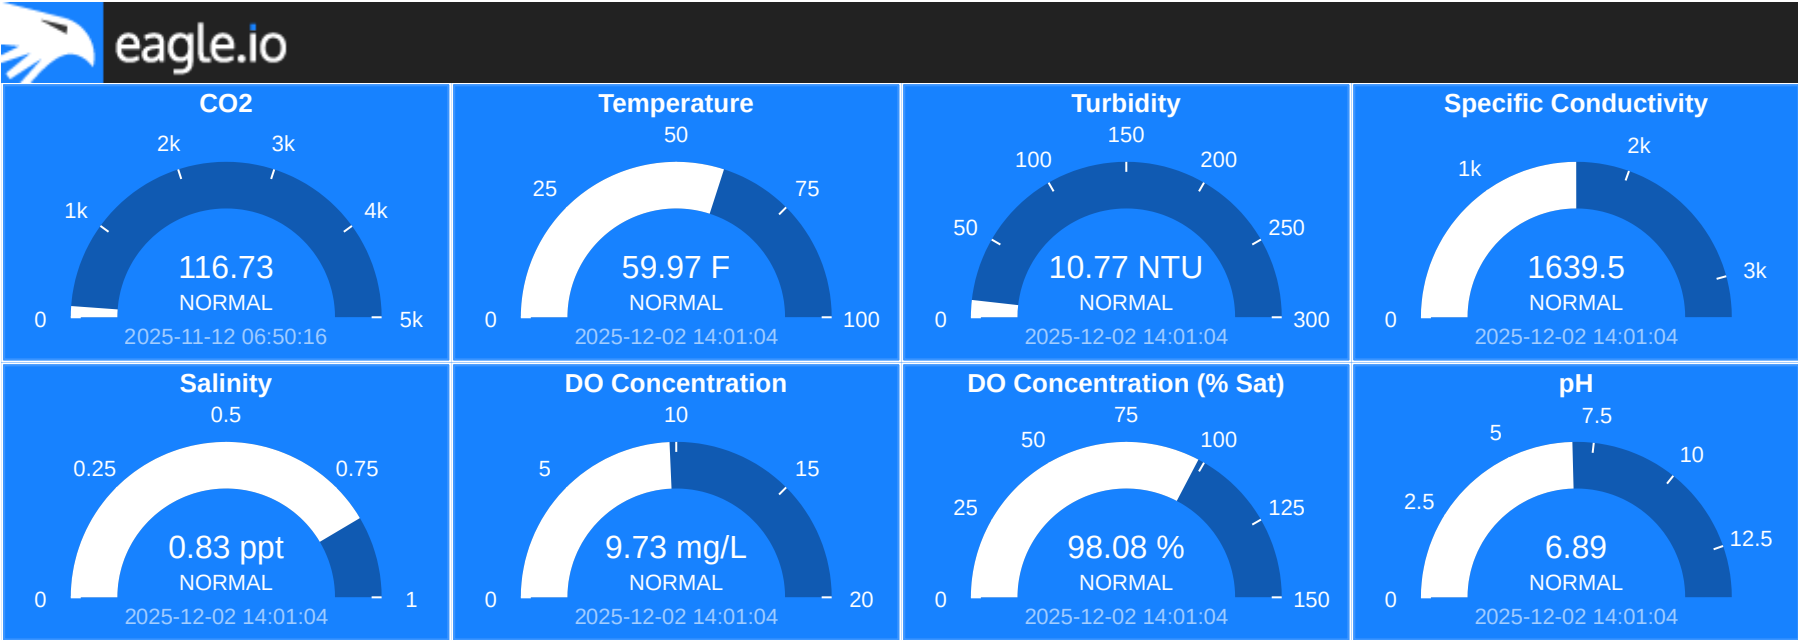 eagle.io
CO2
2k
3k
1k
4k
116.73
NORMAL
0
5k
2025-11-12 06:50:16
Temperature
50
25
75
59.97 F
NORMAL
0
100
2025-12-02 14:01:04
Turbidity
150
100
200
50
250
10.77 NTU
NORMAL
0
300
2025-12-02 14:01:04
Specific Conductivity
2k
1k
1639.5
3k
NORMAL
0
2025-12-02 14:01:04
Salinity
0.5
0.25
0.75
0.83 ppt
NORMAL
0
1
2025-12-02 14:01:04
DO Concentration
10
5
15
9.73 mg/L
NORMAL
0
20
2025-12-02 14:01:04
DO Concentration (% Sat)
75
50
100
25
125
98.08 %
NORMAL
0
150
2025-12-02 14:01:04
pH
7.5
5
10
2.5
12.5
6.89
NORMAL
0
2025-12-02 14:01:04